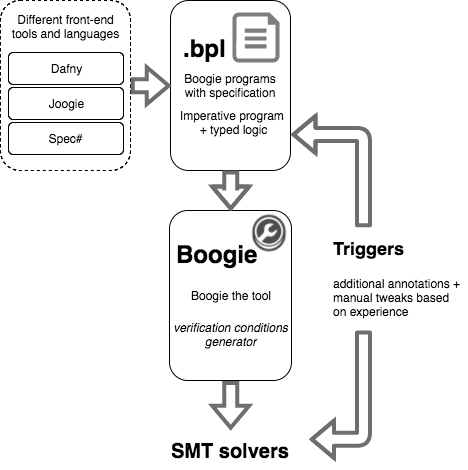 Different front-end
tools and languages
Dafny
Joogie
Spec#
.bpl
Boogie programs
with specification
Imperative program
+ typed logic
Boogie
Boogie the tool
verification conditions
generator
SMT solvers
Triggers
additional annotations +
manual tweaks based
on experience